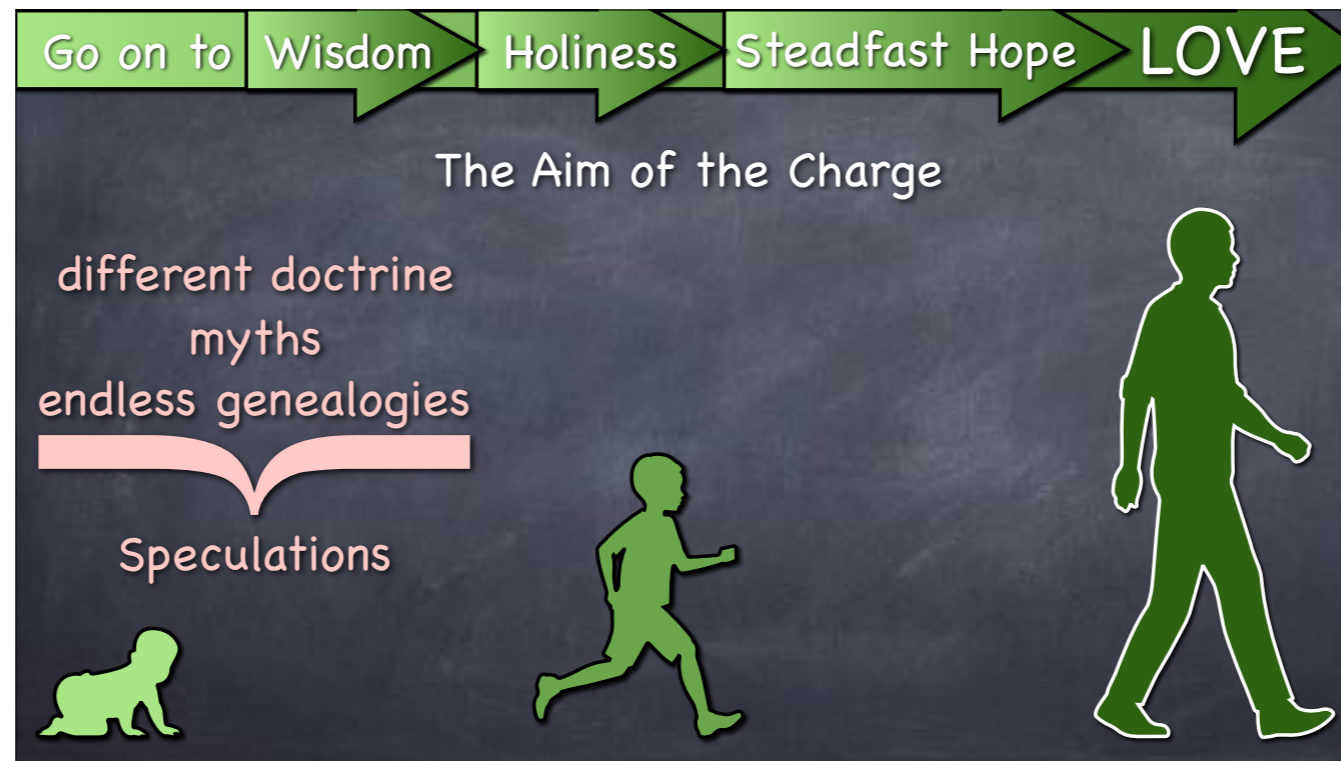 Go on to Wisdom Holiness Steadfast Hope LOVE
The Aim of the Charge
different doctrine
myths
endless genealogies
Speculations